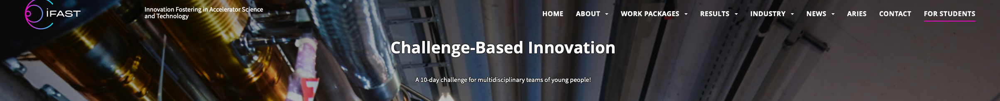 iFAST
Innovation Fostering in Accelerator Science
and Technology
HOME ABOUT WORK PACKAGES RESULTS INDUSTRY NEWS ARIES CONTACT FOR STUDENTS
Challenge-Based Innovation
A 10-day challenge for multidisciplinary teams of young people!